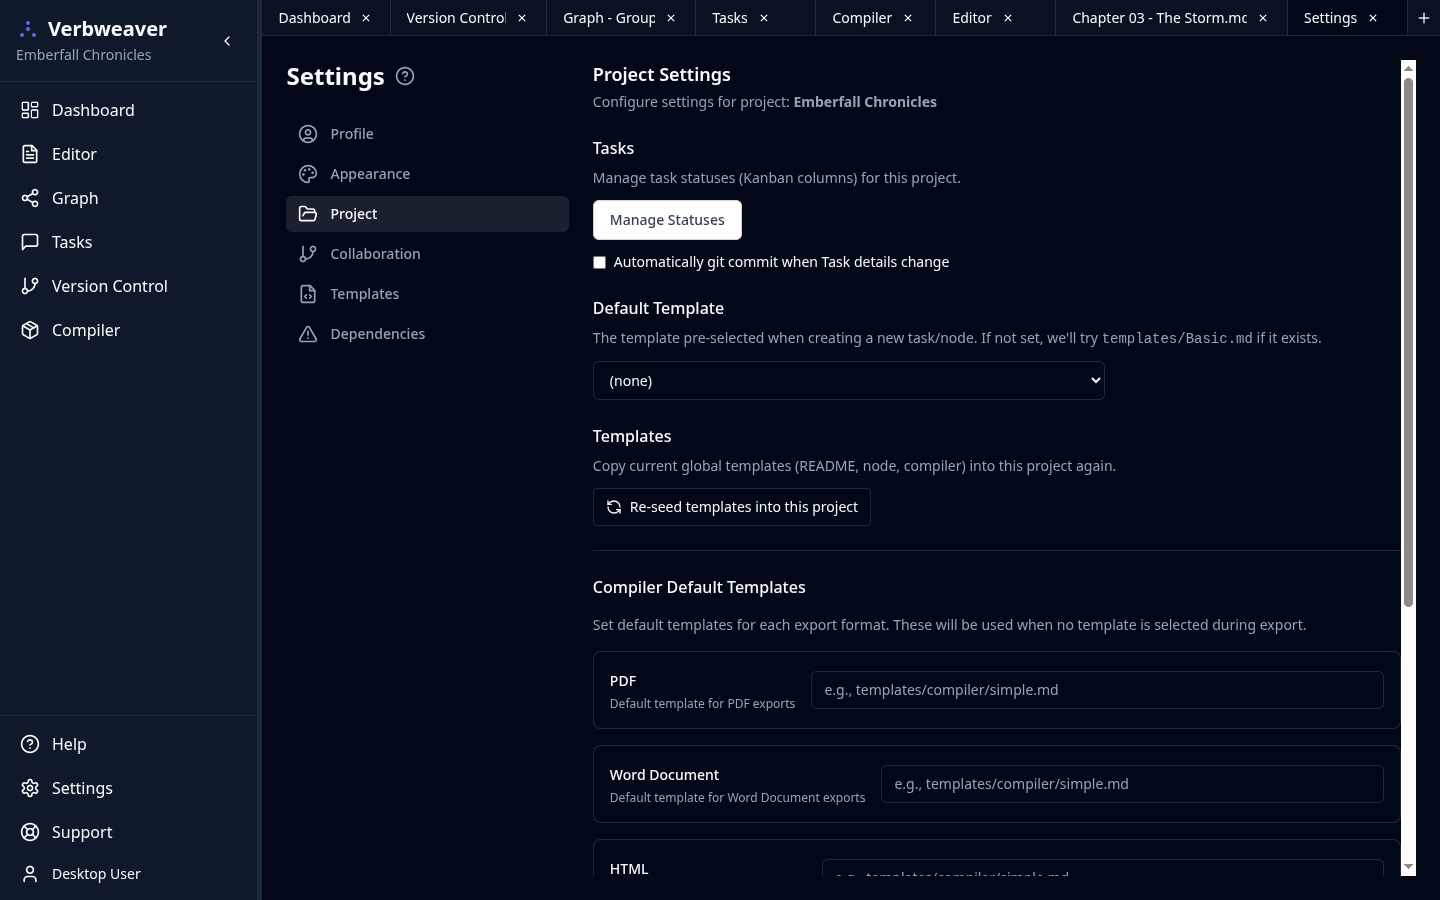 Verbweaver
Emberfall Chronicles
Dashboard
Editor
Graph
Tasks
Version Control
Compiler
Help
Settings
Support
Desktop User
Dashboard
Version Control
Graph - Group
Tasks
Compiler
Editor
Chapter 03 - The Storm.mc
Settings
Settings
Profile
Appearance
Project
Collaboration
Templates
Dependencies
Project Settings
Configure settings for project: Emberfall Chronicles
Tasks
Manage task statuses (Kanban columns) for this project.
Manage Statuses
Automatically git commit when Task details change
Default Template
The template pre-selected when creating a new task/node. If not set, we'll try templates/Basic.md if it exists.
(none)
Templates
Copy current global templates (README, node, compiler) into this project again.
Re-seed templates into this project
Compiler Default Templates
Set default templates for each export format. These will be used when no template is selected during export.
PDF
Default template for PDF exports
e.g., templates/compiler/simple.md
Word Document
Default template for Word Document exports
e.g., templates/compiler/simple.md
HTML
e.g., templates/compiler/simple.md